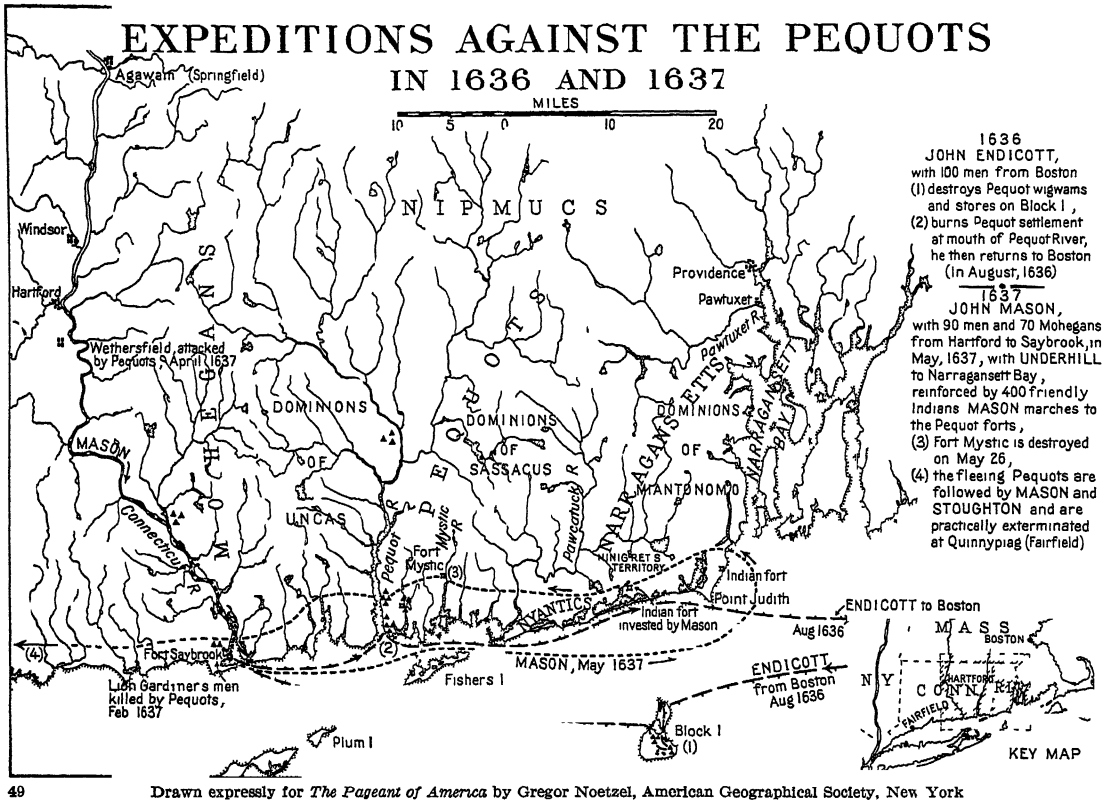 EXPEDITIONS AGAINST THE PEQUOTS
IN 1636 AND 1637
MILES
10 5 0 10 20
Agawam (Springfield)
Windsor
Hartford
Wethersfield, attacked
by Pequots, April 1637
MASON
Connecticut R
MOHEGANS
NIPMUCS
PEQUOTS
NARRAGANSETTS
DOMINIONS
OF
UNCAS
DOMINIONS
OF
SASSACUS
DOMINIONS
OF
MIANTONOMO
Providence
Pawtuxet
Pawtuxet R.
NARRAGANSETT
BAY
Pequot R
Mystic R
Pawcatuck R
Fort
Mystic
(3)
NINIGRET'S
TERRITORY
NYANTICS
Indian fort
Point Judith
Indian fort
invested by Mason
(4)
Fort Saybrook
(2)
MASON, May 1637
Fishers I
Lion Gardiner's men
killed by Pequots,
Feb 1637
Plum I
Block I
(1)
ENDICOTT to Boston
Aug 1636
ENDICOTT
from Boston
Aug 1636
1636
JOHN ENDICOTT,
with 100 men from Boston
(1) destroys Pequot wigwams
and stores on Block I,
(2) burns Pequot settlement
at mouth of Pequot River,
he then returns to Boston
(In August, 1636)
1637
JOHN MASON,
with 90 men and 70 Mohegans
from Hartford to Saybrook, in
May, 1637, with UNDERHILL
to Narragansett Bay,
reinforced by 400 friendly
Indians MASON marches to
the Pequot forts,
(3) Fort Mystic is destroyed
on May 26,
(4) the fleeing Pequots are
followed by MASON and
STOUGHTON and are
practically exterminated
at Quinnypiag (Fairfield)
MASS
BOSTON
N Y
HARTFORD
CONN.
R I
FAIRFIELD
KEY MAP
49
Drawn expressly for The Pageant of America by Gregor Noetzel, American Geographical Society, New York